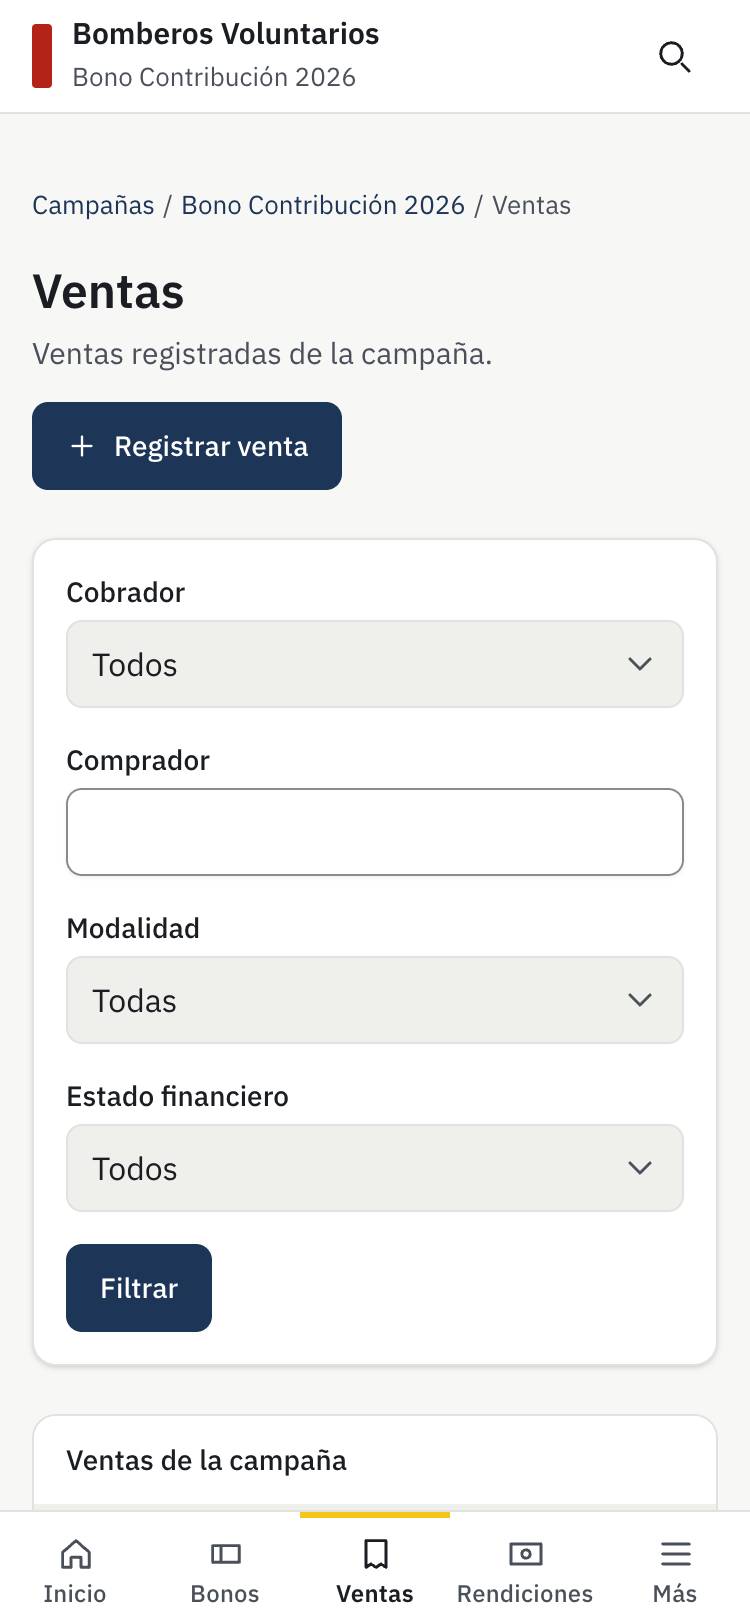 Bomberos Voluntarios
Bono Contribución 2026
Campañas / Bono Contribución 2026 / Ventas
Ventas
Ventas registradas de la campaña.
+ Registrar venta
Cobrador
Todos
Comprador
Modalidad
Todas
Estado financiero
Todos
Filtrar
Ventas de la campaña
Inicio
Bonos
Ventas
Rendiciones
Más